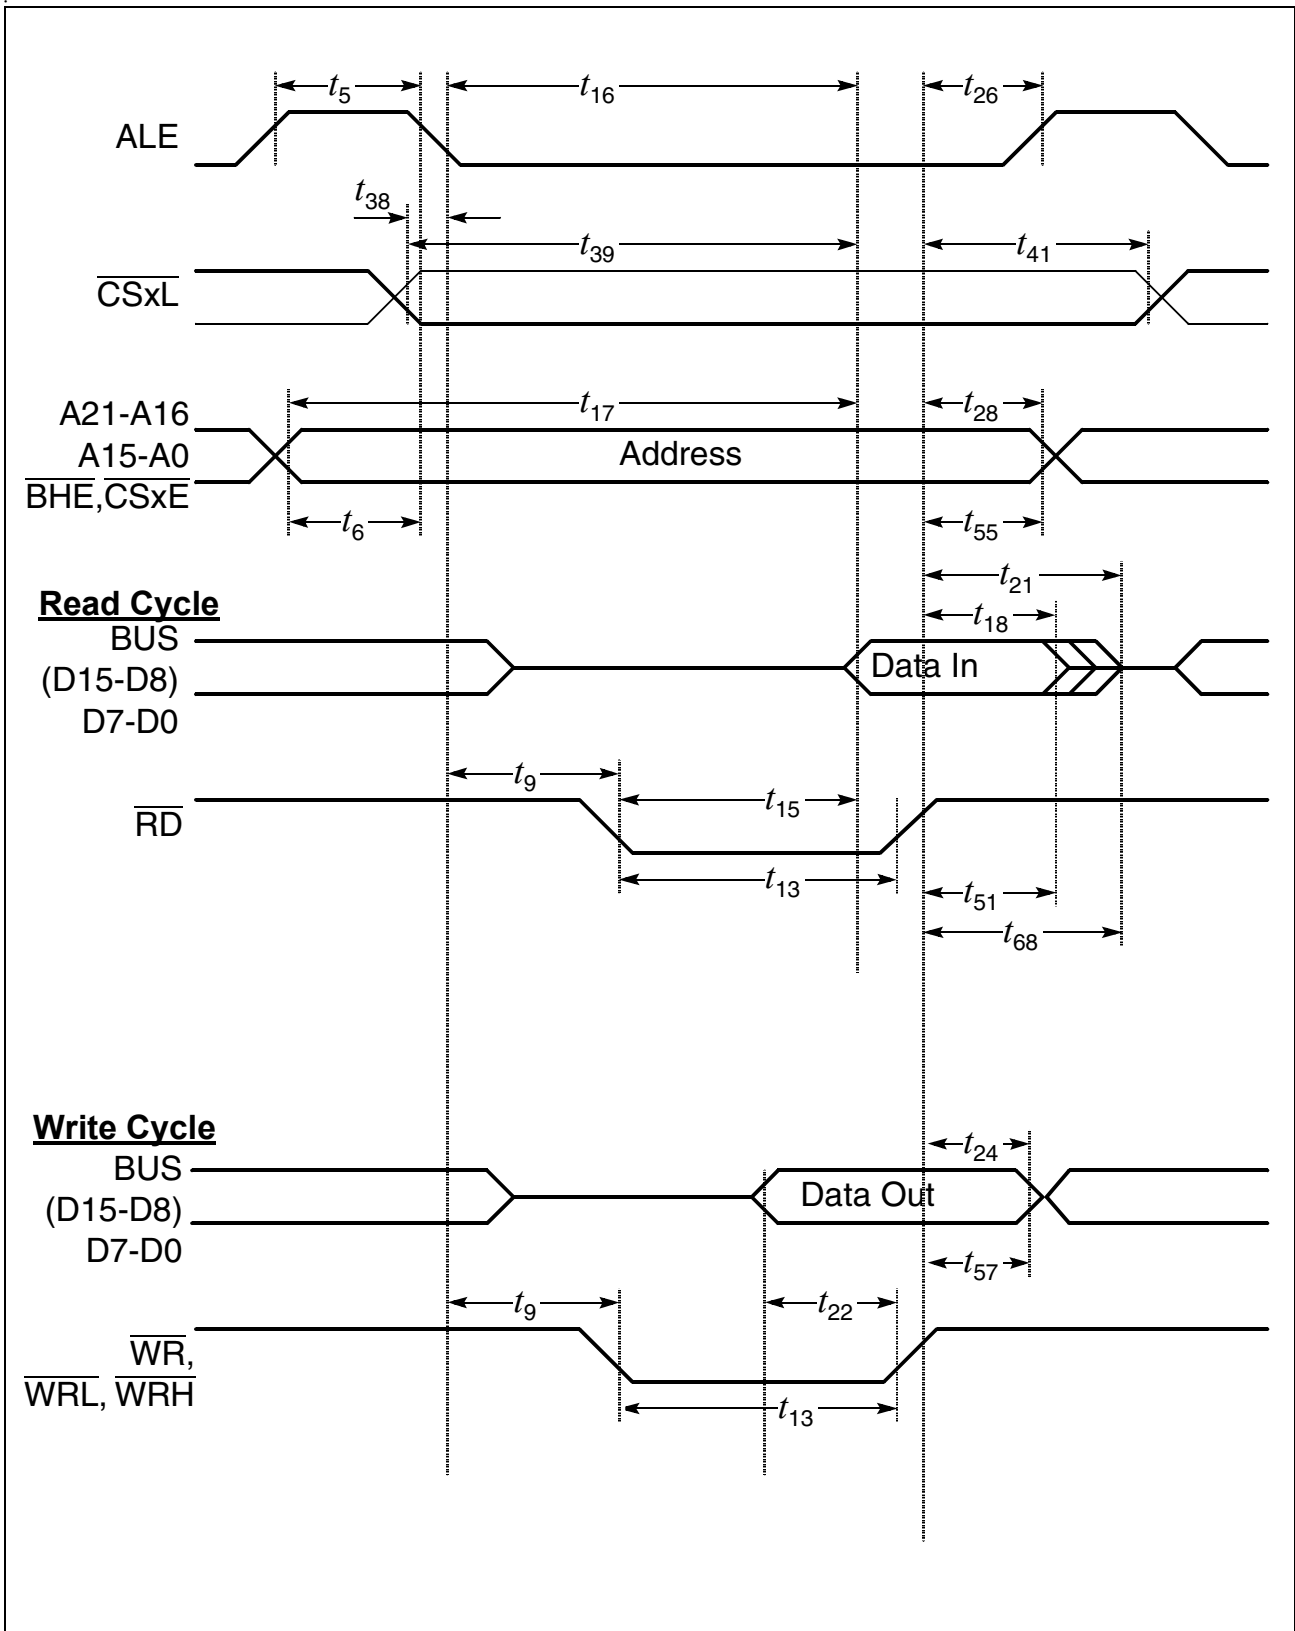 t5 t16 t26
ALE
t38
t39 t41
CSxL
A21-A16 t17 t28
A15-A0 Address
BHE,CSxE
t6 t55
t21
Read Cycle t18
BUS
(D15-D8) Data In
D7-D0
t9
RD t15
t13 t51
t68
Write Cycle
t24
BUS
(D15-D8) Data Out
D7-D0
t57
t9 t22
WR,
WRL, WRH
t13